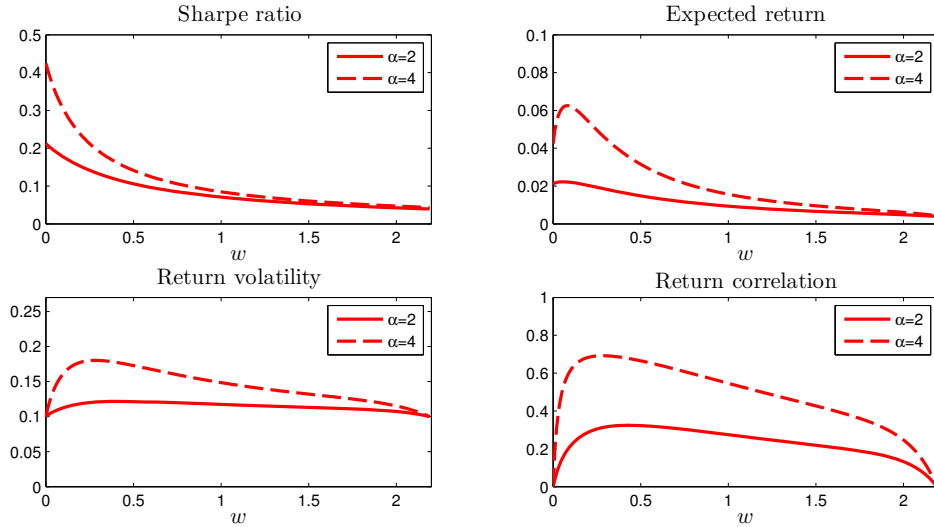 Sharpe ratio
0.5
0.4
0.3
0.2
0.1
0
0 0.5 1 1.5 2
w
α=2
α=4
Expected return
0.1
0.08
0.06
0.04
0.02
0
0 0.5 1 1.5 2
w
α=2
α=4
Return volatility
0.25
0.2
0.15
0.1
0.05
0
0 0.5 1 1.5 2
w
α=2
α=4
Return correlation
1
0.8
0.6
0.4
0.2
0
0 0.5 1 1.5 2
w
α=2
α=4